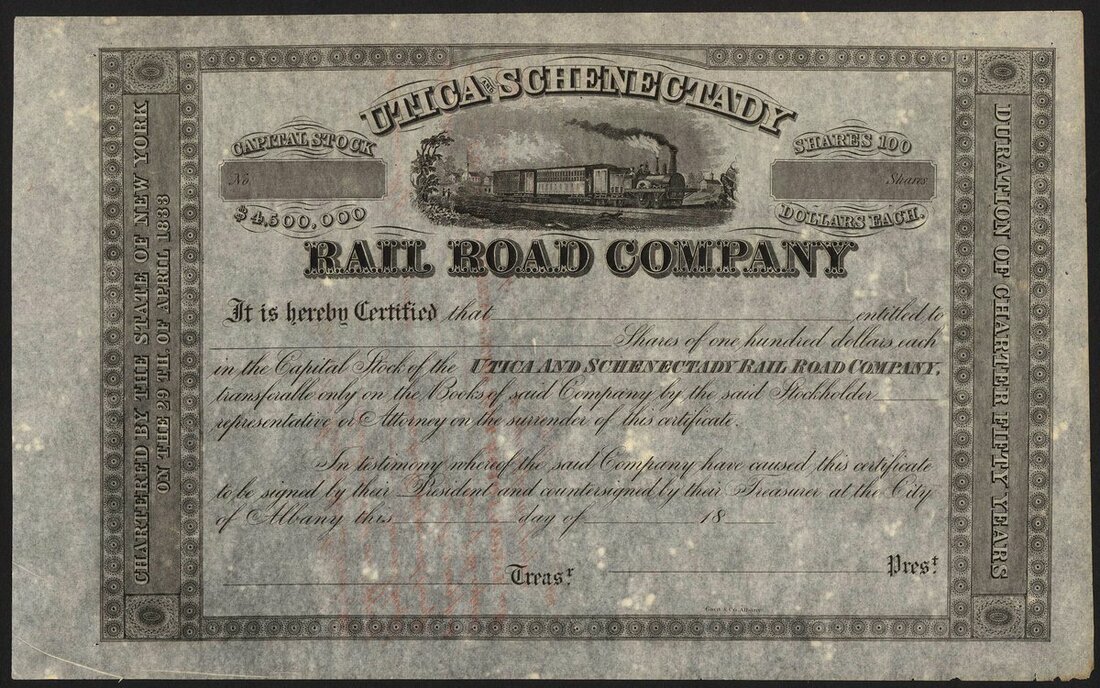 UTICA and SCHENECTADY
CAPITAL STOCK
No.
$4,500,000
SHARES 100
Shares
DOLLARS EACH.
RAIL ROAD COMPANY
CHARTERED BY THE STATE OF NEW YORK
ON THE 29TH. OF APRIL 1833
DURATION OF CHARTER FIFTY YEARS
It is hereby Certified that entitled to
Shares of one hundred dollars each
in the Capital Stock of the UTICA AND SCHENECTADY RAIL ROAD COMPANY,
transferable only on the Books of said Company by the said Stockholder
representative or Attorney on the surrender of this certificate.
In testimony whereof the said Company have caused this certificate
to be signed by their President and countersigned by their Treasurer at the City
of Albany this day of 18
Treasr. Prest.
& Co. Albany